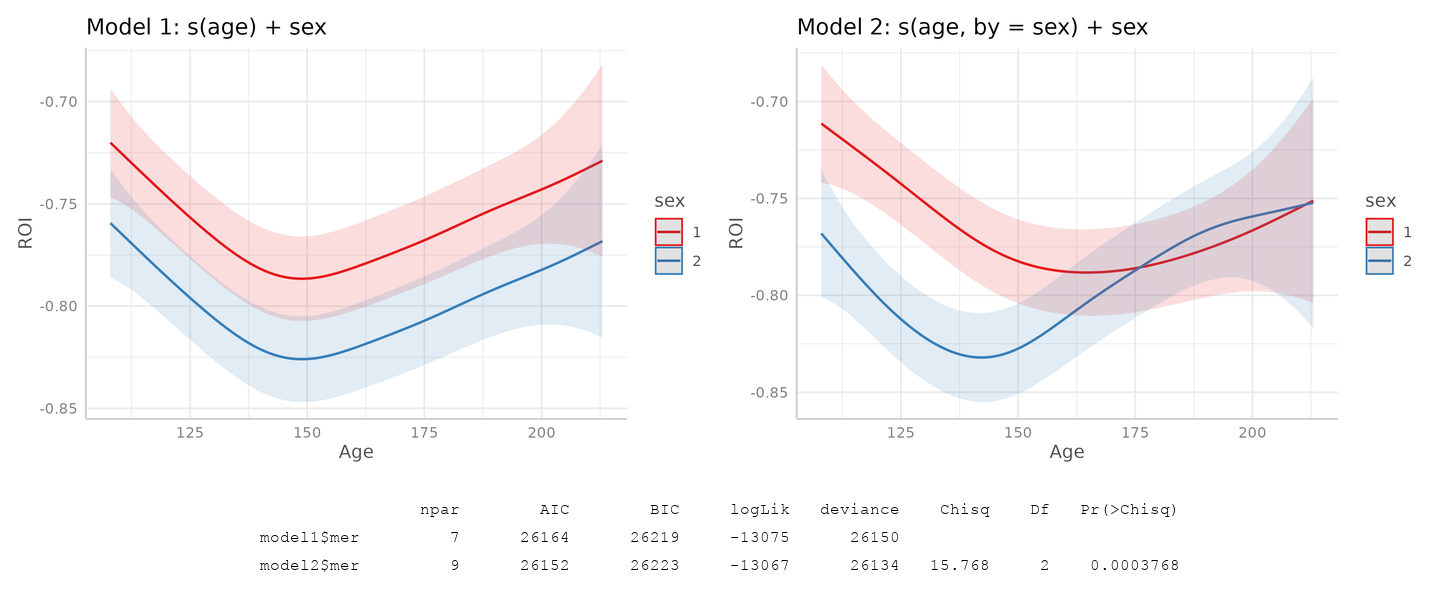 Model 1: s(age) + sex
-0.70
-0.75
-0.80
-0.85
ROI
125 150 175 200
Age
sex
1
2
Model 2: s(age, by = sex) + sex
-0.70
-0.75
-0.80
-0.85
ROI
125 150 175 200
Age
sex
1
2
npar AIC BIC logLik deviance Chisq Df Pr(>Chisq)
model1$mer 7 26164 26219 -13075 26150
model2$mer 9 26152 26223 -13067 26134 15.768 2 0.0003768